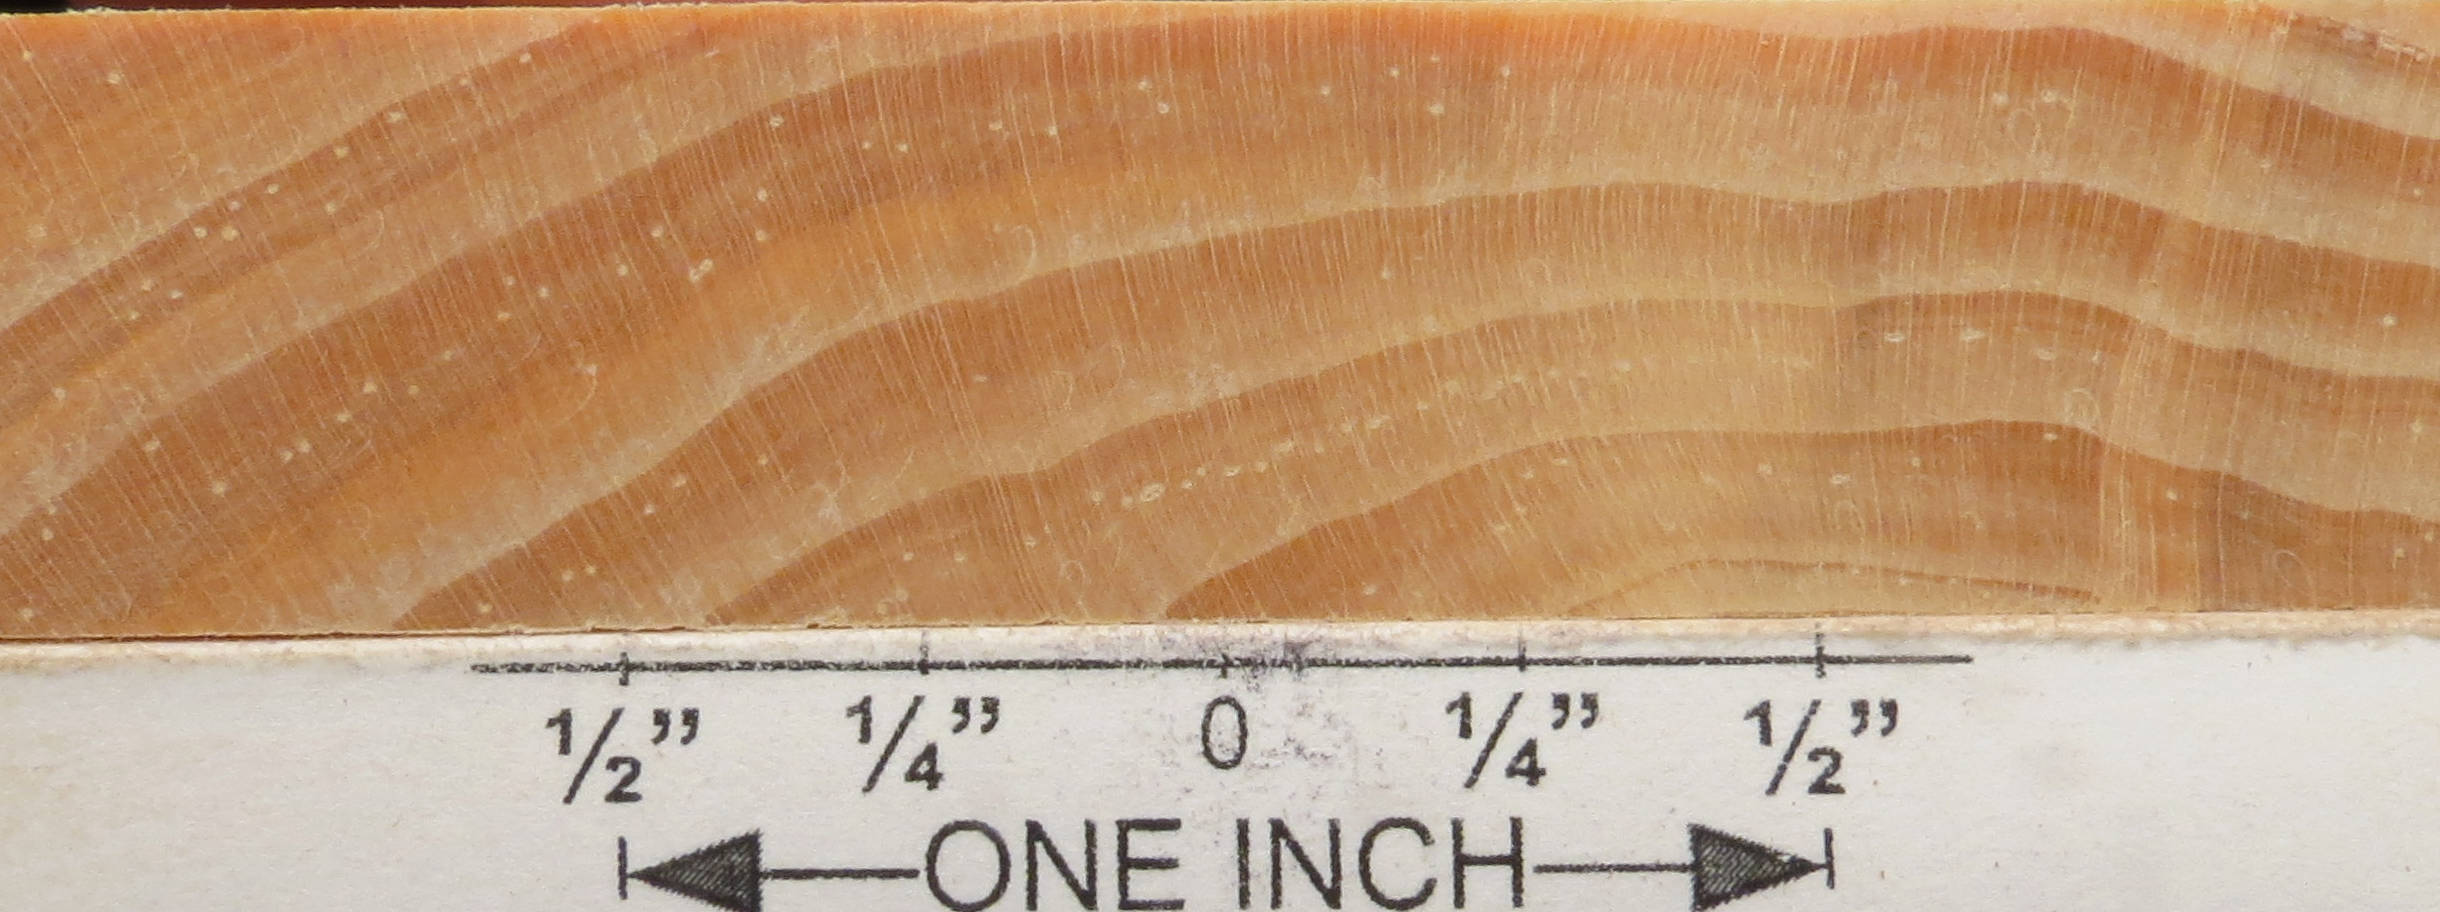 1/2” 1/4” 0 1/4” 1/2”
ONE INCH